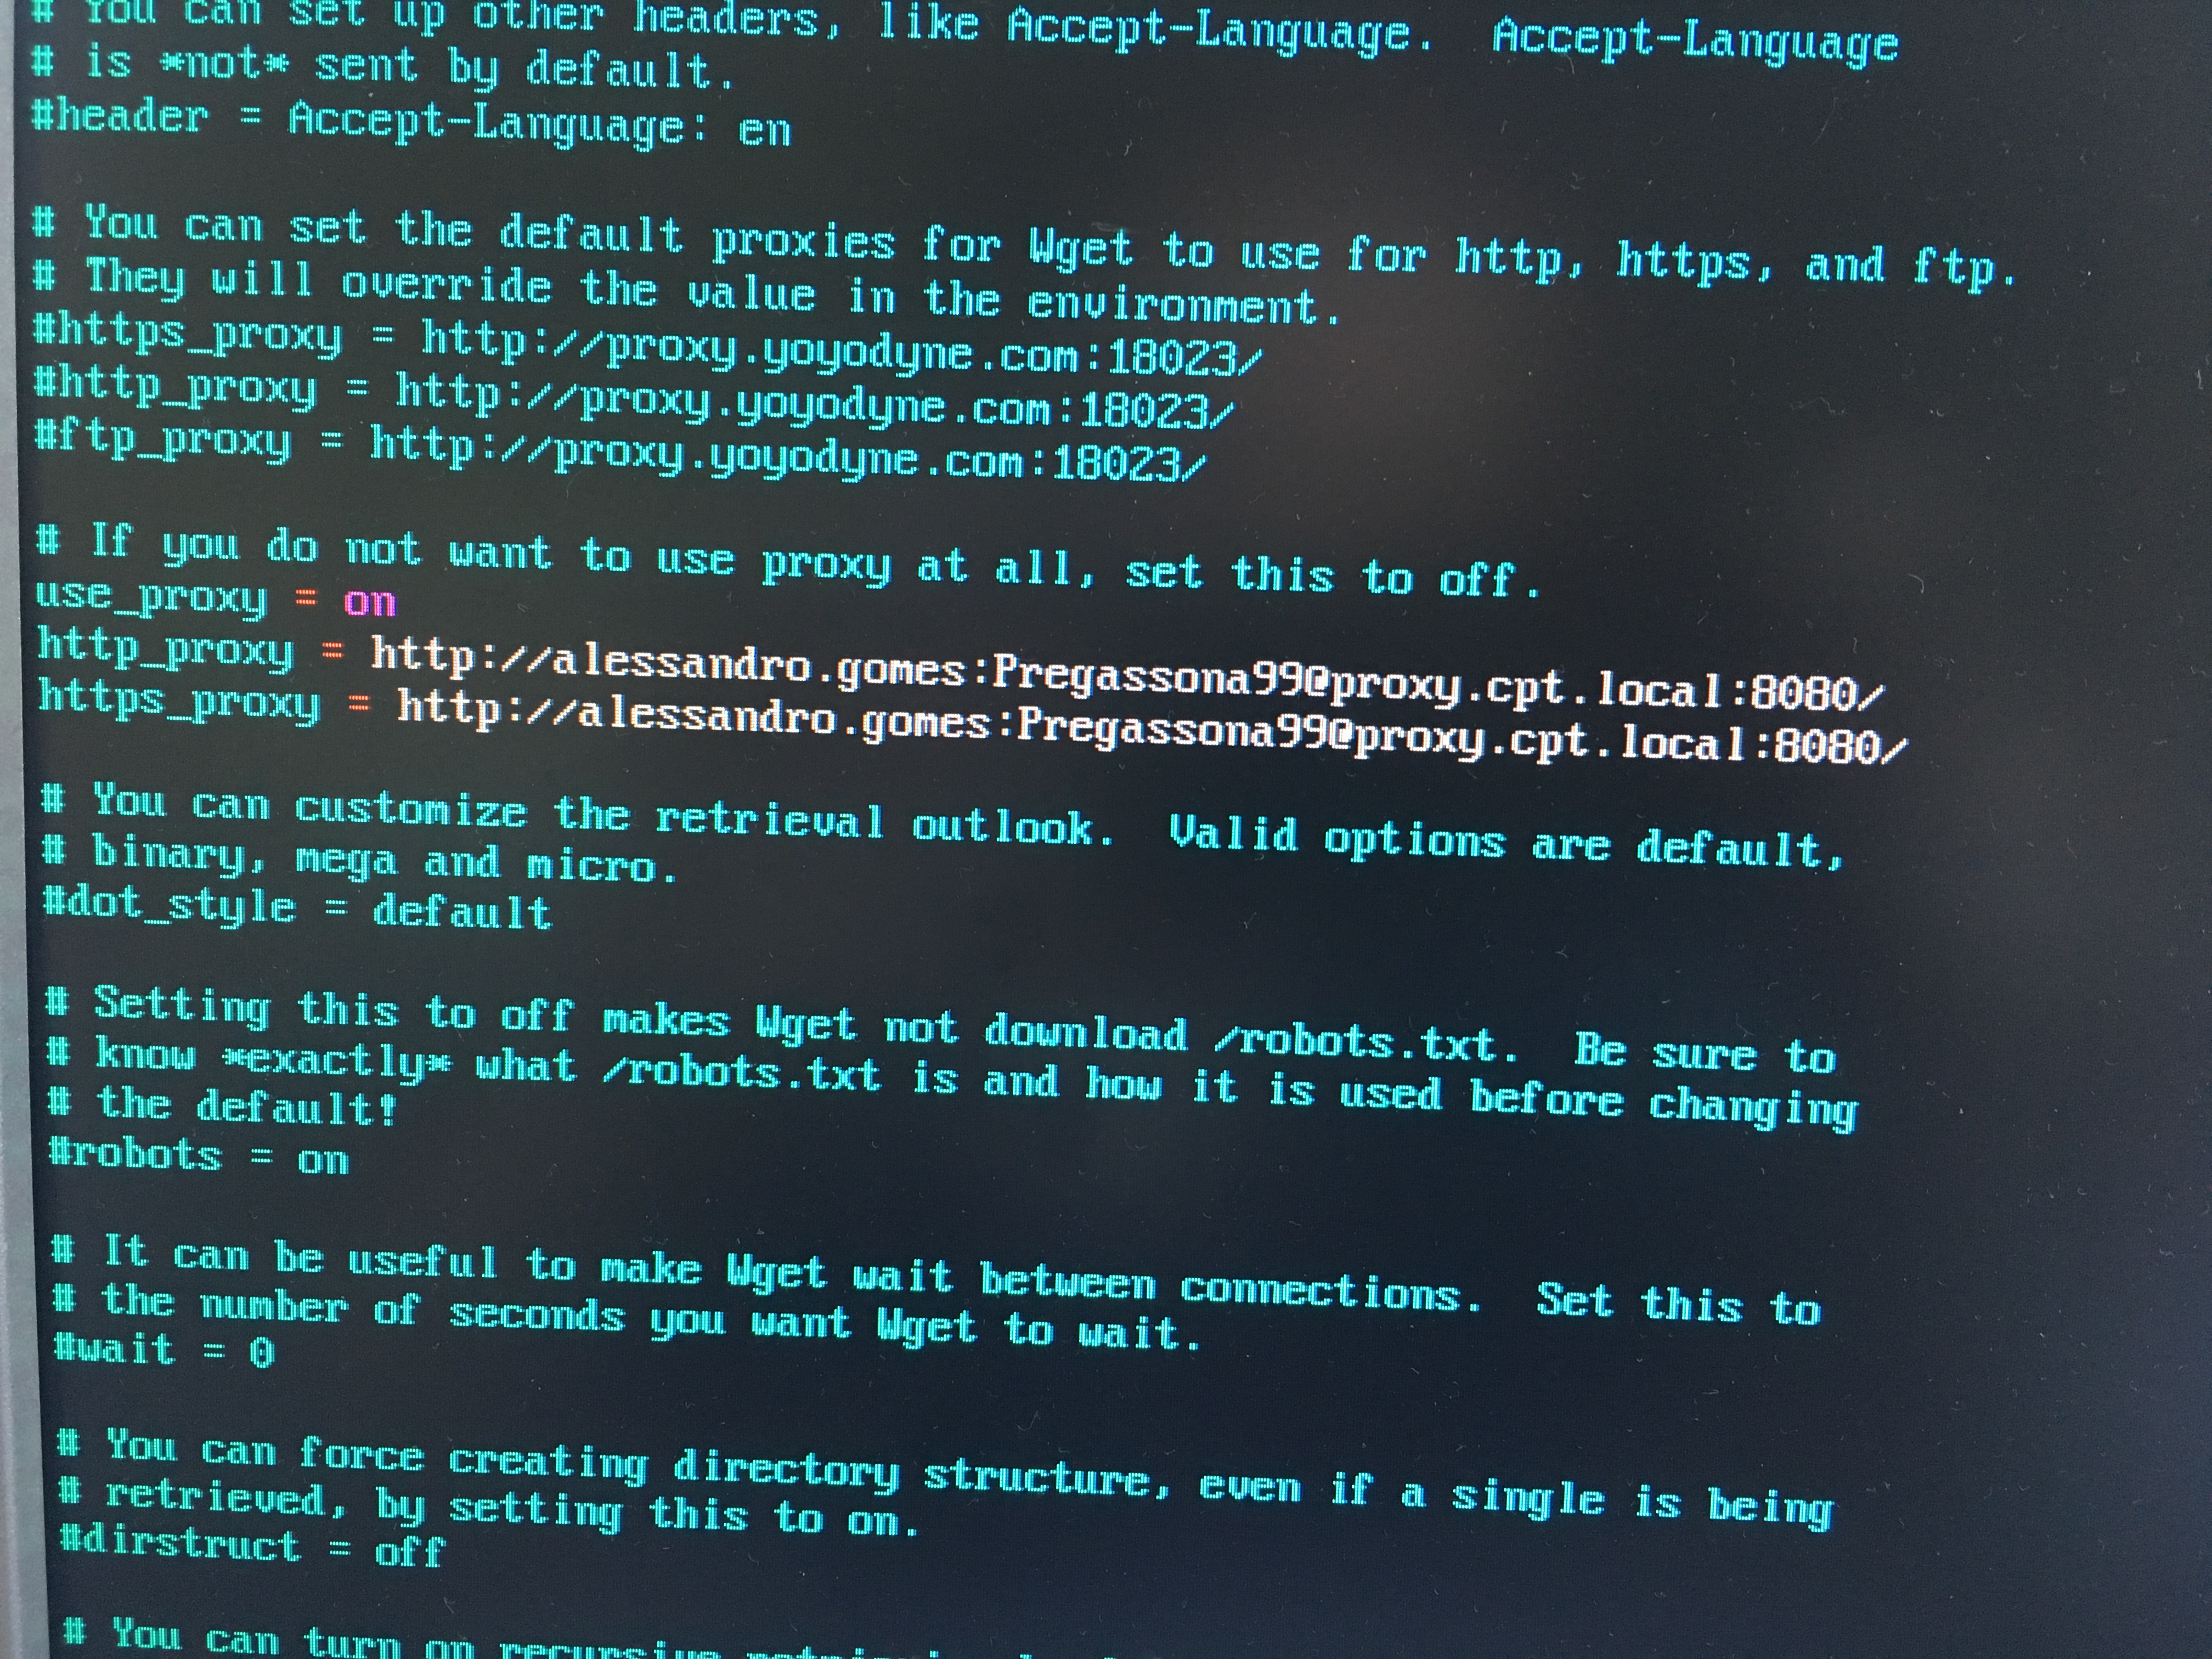 # You can set up other headers, like Accept-Language.  Accept-Language
# is *not* sent by default.
#header = Accept-Language: en

# You can set the default proxies for Wget to use for http, https, and ftp.
# They will override the value in the environment.
#https_proxy = http://proxy.yoyodyne.com:18023/
#http_proxy = http://proxy.yoyodyne.com:18023/
#ftp_proxy = http://proxy.yoyodyne.com:18023/

# If you do not want to use proxy at all, set this to off.
use_proxy = on
http_proxy = http://alessandro.gomes:Pregassona99@proxy.cpt.local:8080/
https_proxy = http://alessandro.gomes:Pregassona99@proxy.cpt.local:8080/

# You can customize the retrieval outlook.  Valid options are default,
# binary, mega and micro.
#dot_style = default

# Setting this to off makes Wget not download /robots.txt.  Be sure to
# know *exactly* what /robots.txt is and how it is used before changing
# the default!
#robots = on

# It can be useful to make Wget wait between connections.  Set this to
# the number of seconds you want Wget to wait.
#wait = 0

# You can force creating directory structure, even if a single is being
# retrieved, by setting this to on.
#dirstruct = off

# You can turn on recursive